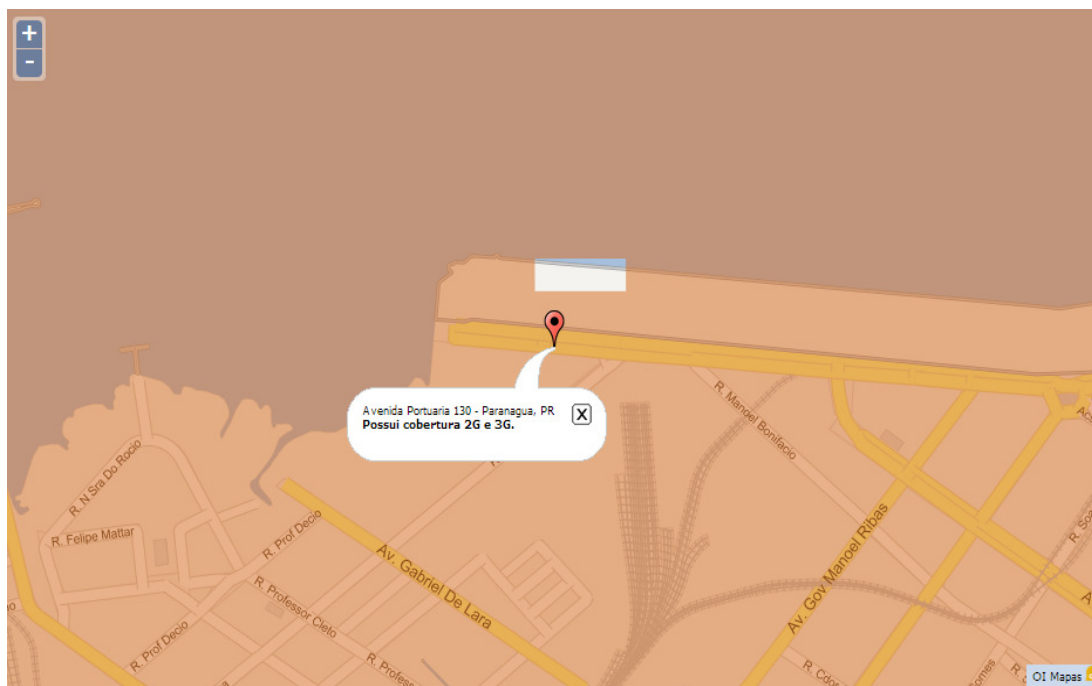 +
-
Avenida Portuaria 130 - Paranagua, PR
X
Possui cobertura 2G e 3G.
R. Manoel Bonifacio
R. N Sra Do Rocio
R. Felipe Mattar
R. Prof Decio
Av. Gabriel De Lara
Av. Gov Manoel Ribas
R. Professor Cleto
R. Prof Decio
OI Mapas